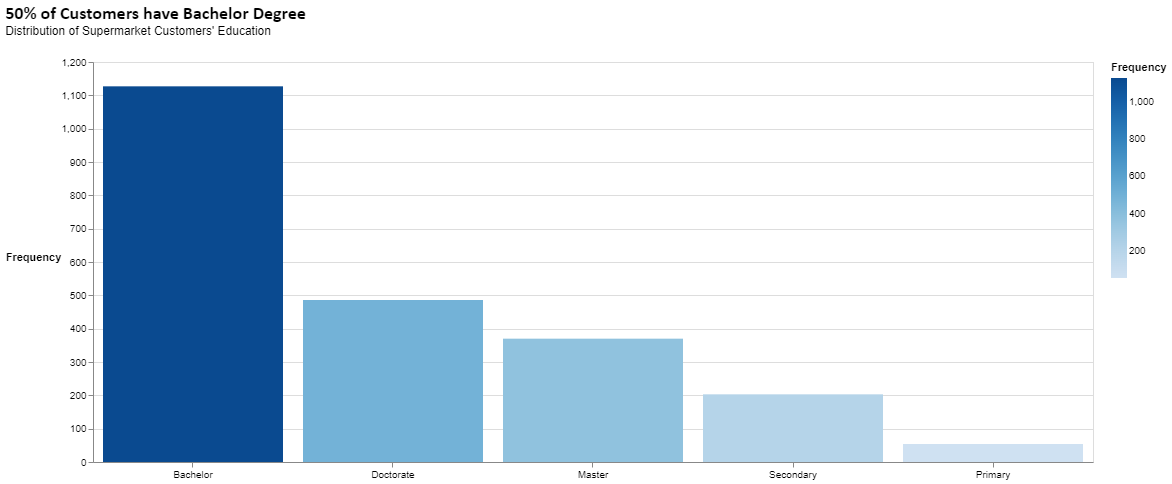 50% of Customers have Bachelor Degree
Distribution of Supermarket Customers' Education
1,200
1,100
1,000
900
800
700
600
500
400
300
200
100
0
Frequency
Bachelor
Doctorate
Master
Secondary
Primary
Frequency
1,000
800
600
400
200